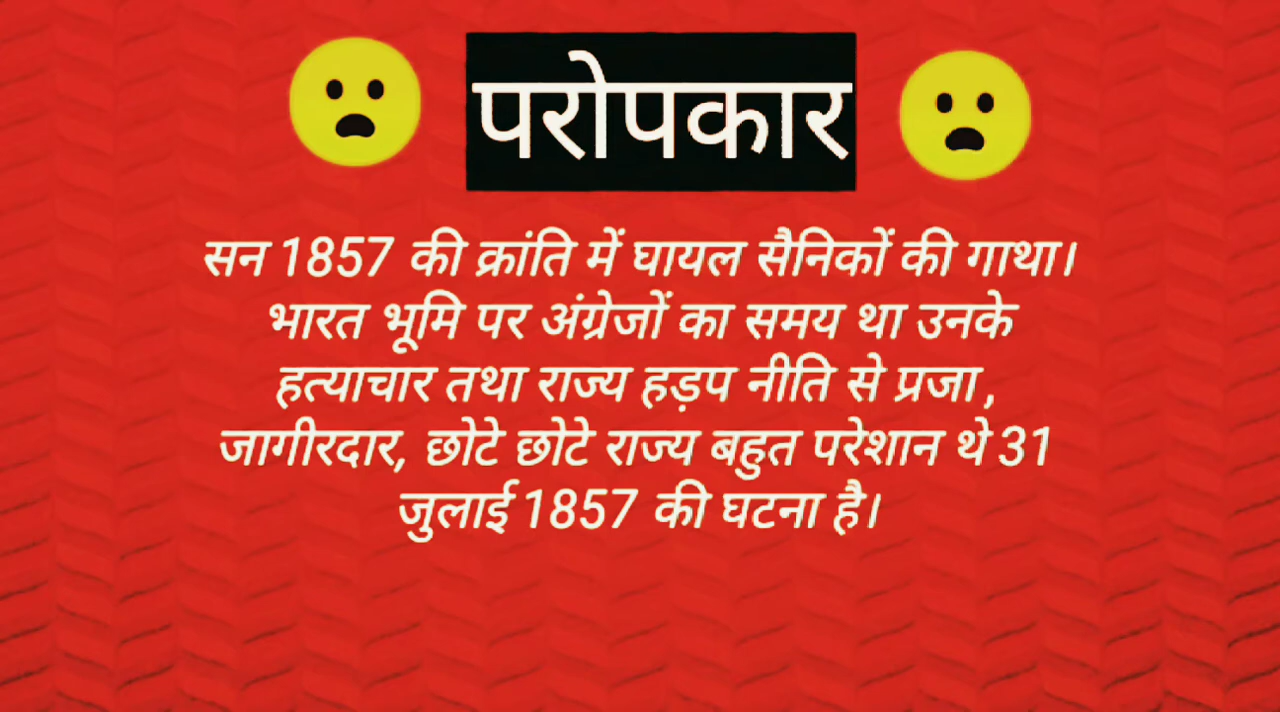 परोपकार
सन 1857 की क्रांति में घायल सैनिकों की गाथा।
भारत भूमि पर अंग्रेजों का समय था उनके
हत्याचार तथा राज्य हड़प नीति से प्रजा,
जागीरदार, छोटे छोटे राज्य बहुत परेशान थे 31
जुलाई 1857 की घटना है।